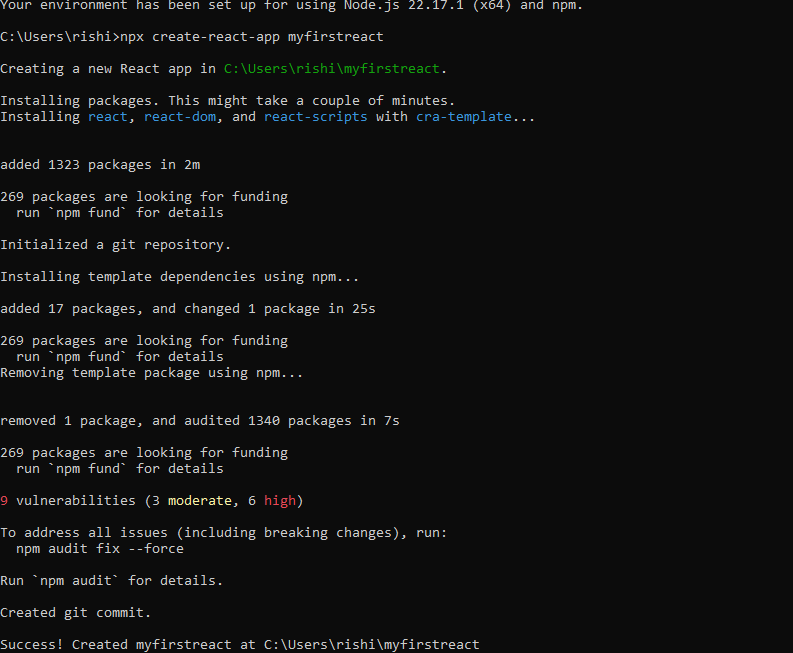 Your environment has been set up for using Node.js 22.17.1 (x64) and npm.
C:\Users\rishi>npx create-react-app myfirstreact
Creating a new React app in C:\Users\rishi\myfirstreact.
Installing packages. This might take a couple of minutes.
Installing react, react-dom, and react-scripts with cra-template...
added 1323 packages in 2m
269 packages are looking for funding
  run `npm fund` for details
Initialized a git repository.
Installing template dependencies using npm...
added 17 packages, and changed 1 package in 25s
269 packages are looking for funding
  run `npm fund` for details
Removing template package using npm...
removed 1 package, and audited 1340 packages in 7s
269 packages are looking for funding
  run `npm fund` for details
9 vulnerabilities (3 moderate, 6 high)
To address all issues (including breaking changes), run:
  npm audit fix --force
Run `npm audit` for details.
Created git commit.
Success! Created myfirstreact at C:\Users\rishi\myfirstreact